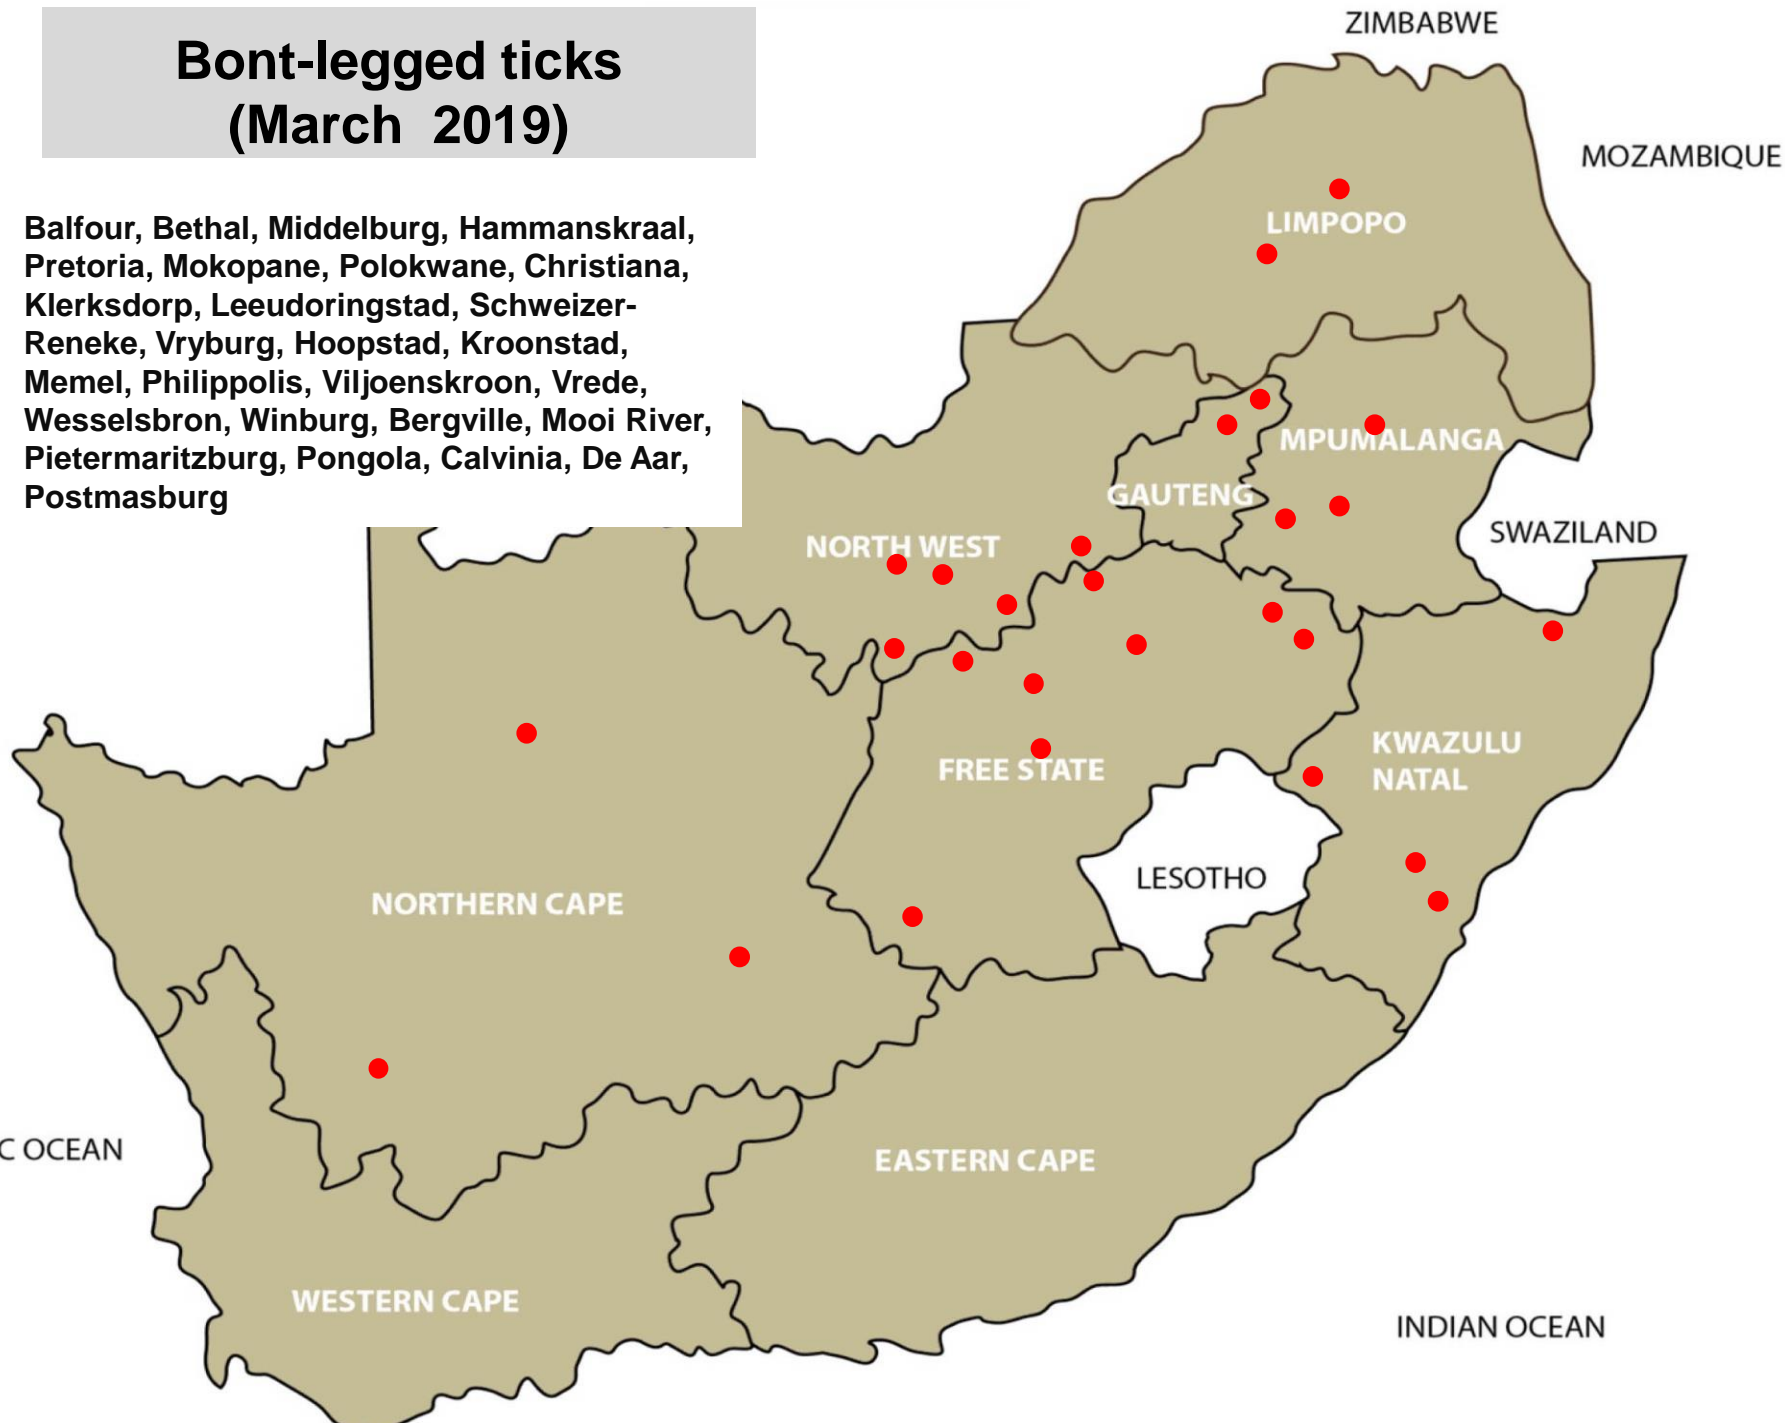 Bont-legged ticks
(March 2019)
Balfour, Bethal, Middelburg, Hammanskraal,
Pretoria, Mokopane, Polokwane, Christiana,
Klerksdorp, Leeudoringstad, Schweizer-
Reneke, Vryburg, Hoopstad, Kroonstad,
Memel, Philippolis, Viljoenskroon, Vrede,
Wesselsbron, Winburg, Bergville, Mooi River,
Pietermaritzburg, Pongola, Calvinia, De Aar,
Postmasburg
ZIMBABWE
MOZAMBIQUE
LIMPOPO
MPUMALANGA
GAUTENG
SWAZILAND
NORTH WEST
KWAZULU
NATAL
FREE STATE
LESOTHO
NORTHERN CAPE
C OCEAN
EASTERN CAPE
WESTERN CAPE
INDIAN OCEAN